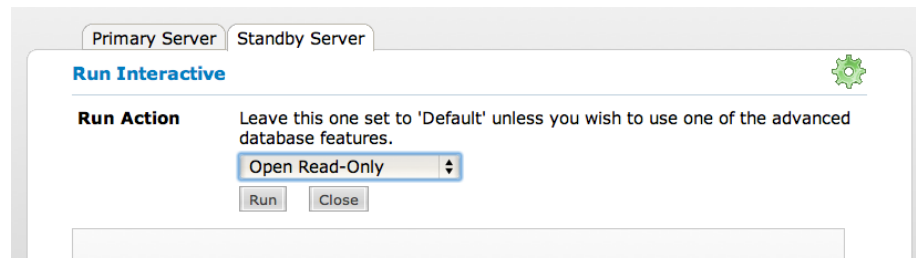 Primary Server
Standby Server
Run Interactive
Run Action
Leave this one set to 'Default' unless you wish to use one of the advanced
database features.
Open Read-Only
Run
Close